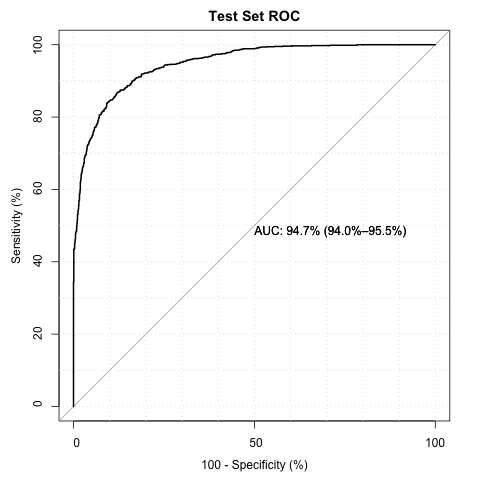 Test Set ROC
100
80
60
40
20
0
Sensitivity (%)
AUC: 94.7% (94.0%–95.5%)
0 50 100
100 - Specificity (%)